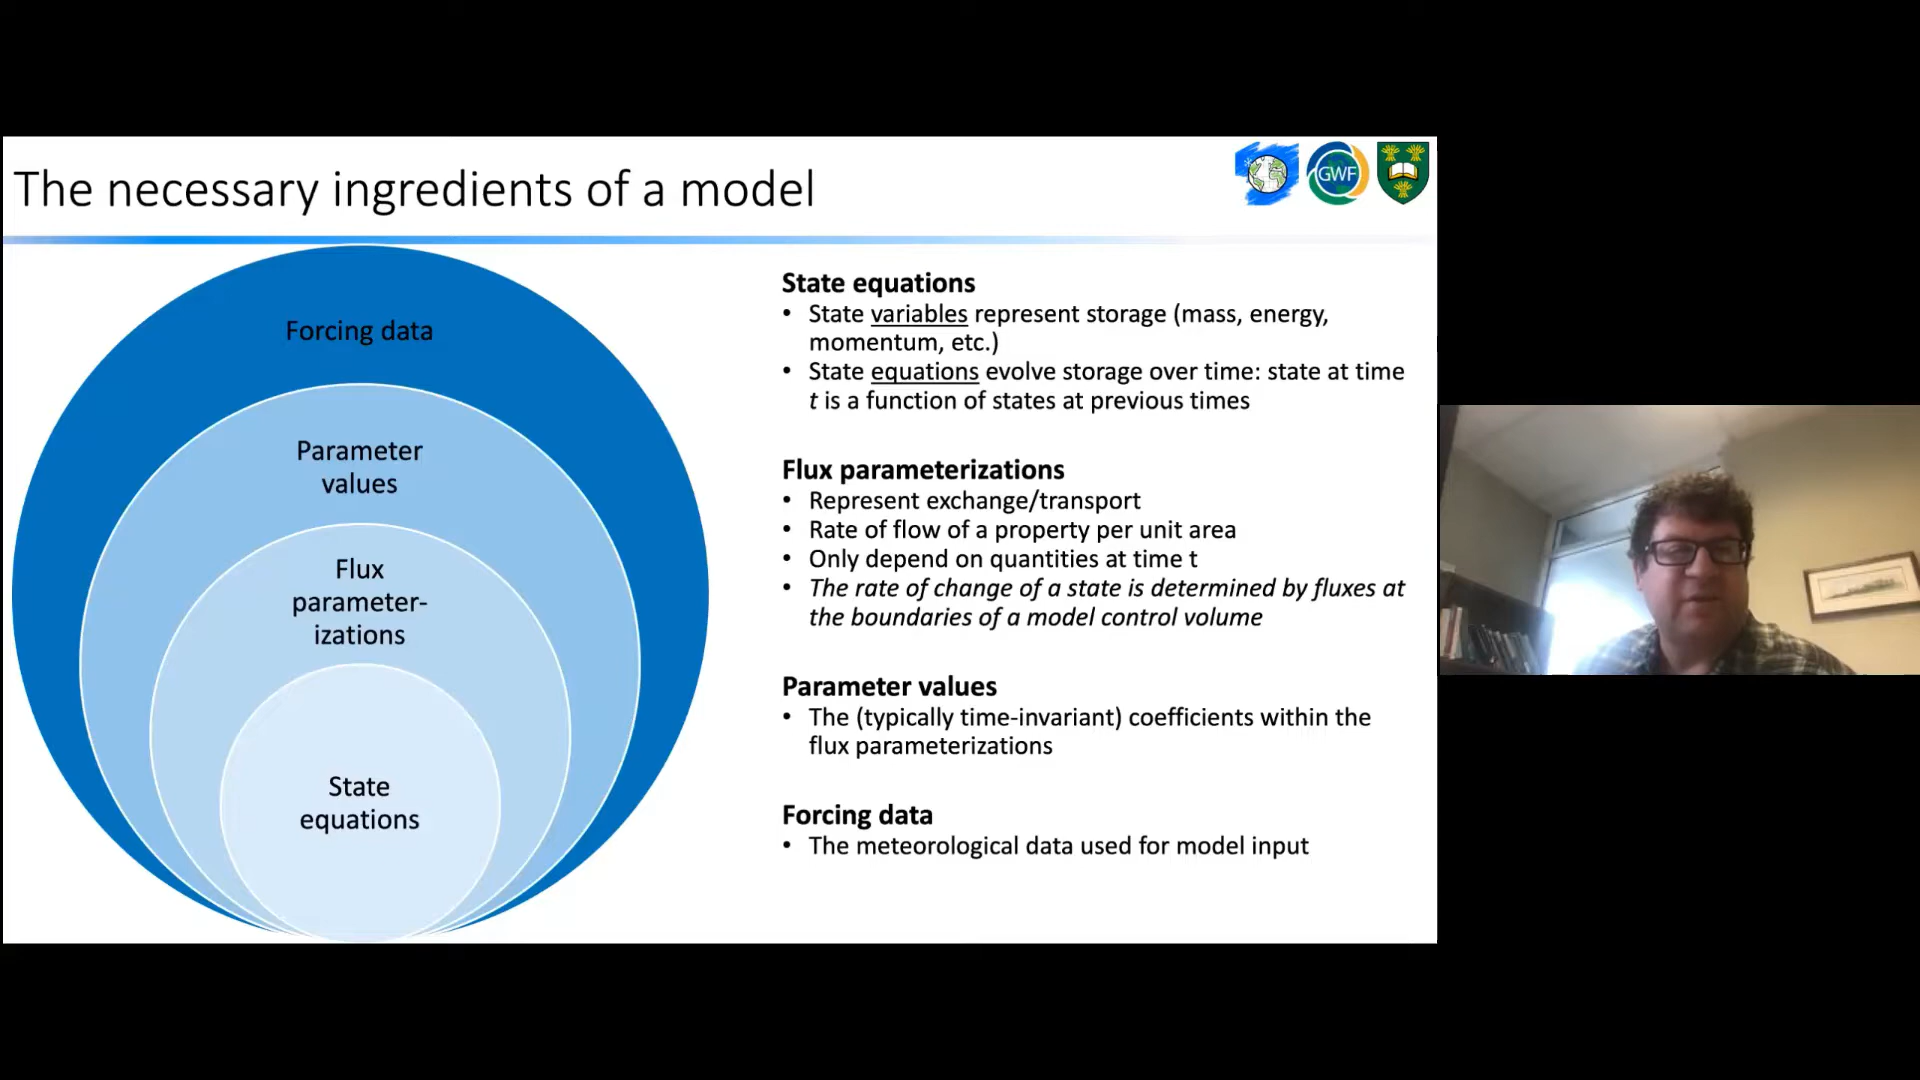 The necessary ingredients of a model
GWF
Forcing data
Parameter
values
Flux
parameter-
izations
State
equations
State equations
• State variables represent storage (mass, energy,
momentum, etc.)
• State equations evolve storage over time: state at time
t is a function of states at previous times
Flux parameterizations
• Represent exchange/transport
• Rate of flow of a property per unit area
• Only depend on quantities at time t
• The rate of change of a state is determined by fluxes at
the boundaries of a model control volume
Parameter values
• The (typically time-invariant) coefficients within the
flux parameterizations
Forcing data
• The meteorological data used for model input